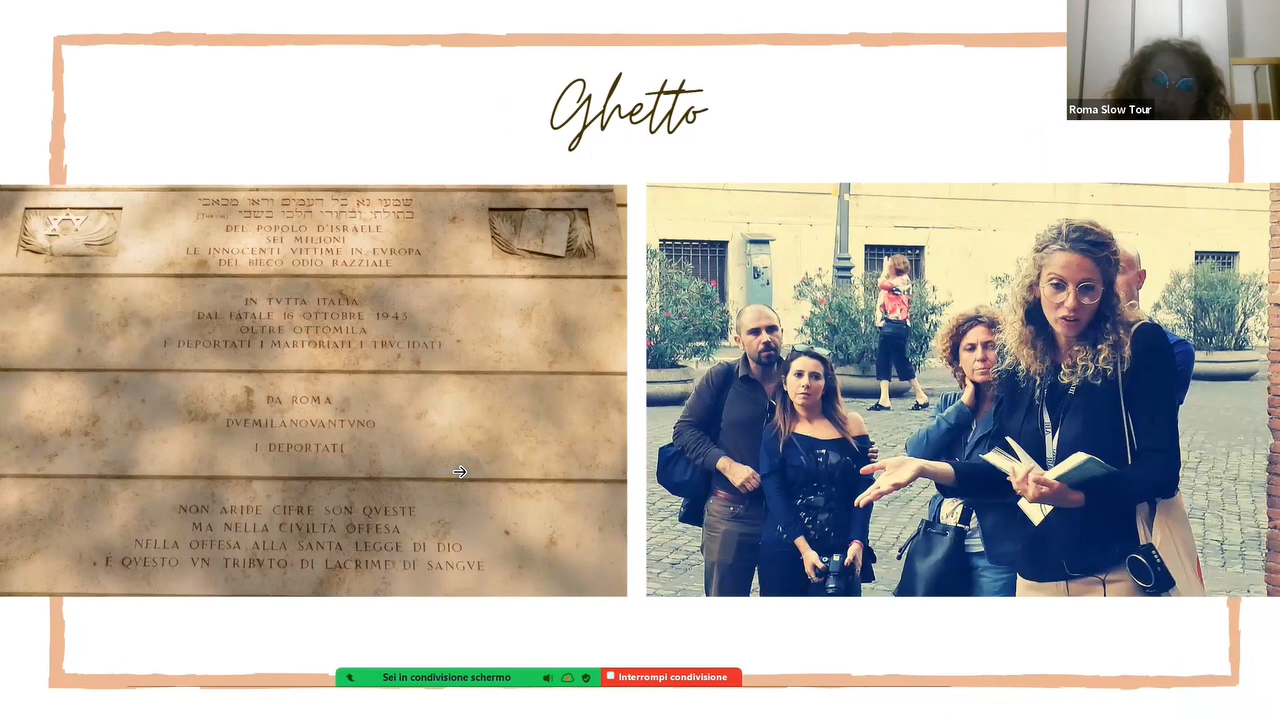 Ghetto
Roma Slow Tour
שמעו נא כל העמים וראו מכאבי
בתולתי ובחורי הלכו בשבי
DEL POPOLO D'ISRAELE
SEI MILIONI
LE INNOCENTI VITTIME IN EVROPA
DEL BIECO ODIO RAZZIALE
IN TVTTA ITALIA
DAL FATALE 16 OTTOBRE 1943
OLTRE OTTOMILA
I DEPORTATI I MARTORIATI I TRVCIDATI
DA ROMA
DVEMILANOVANTVNO
I DEPORTATI
NON ARIDE CIFRE SON QVESTE
MA NELLA CIVILTÀ OFFESA
NELLA OFFESA ALLA SANTA LEGGE DI DIO
È QVESTO VN TRIBVTO DI LACRIME DI SANGVE
Sei in condivisione schermo
Interrompi condivisione